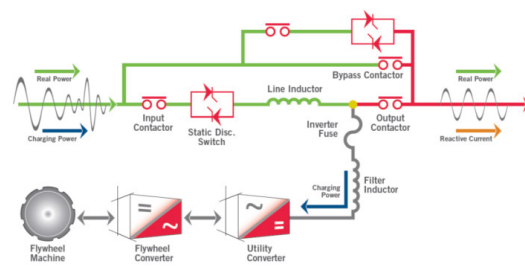 Real Power
Charging Power
Input
Contactor
Static Disc.
Switch
Line Inductor
Bypass Contactor
Inverter
Fuse
Output
Contactor
Real Power
Reactive Current
Charging
Power
Filter
Inductor
Flywheel
Machine
Flywheel
Converter
Utility
Converter